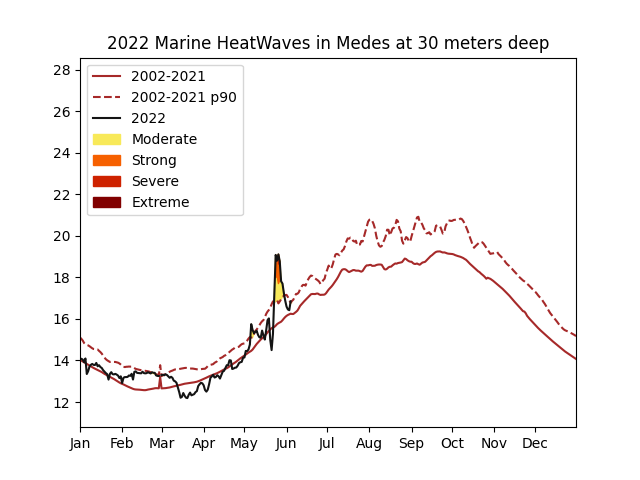 2022 Marine HeatWaves in Medes at 30 meters deep
28
26
24
22
20
18
16
14
12
2002-2021
2002-2021 p90
2022
Moderate
Strong
Severe
Extreme
Jan Feb Mar Apr May Jun Jul Aug Sep Oct Nov Dec